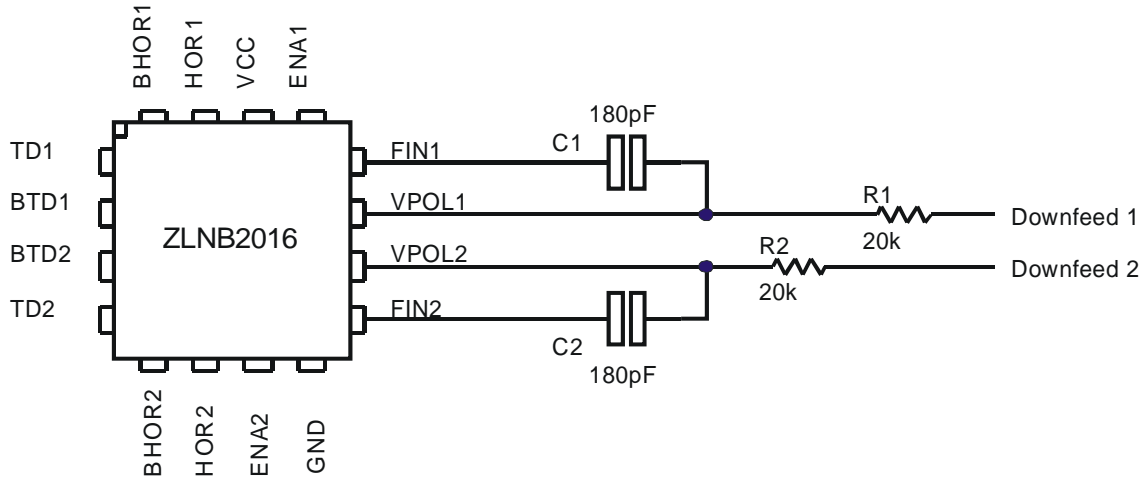 BHOR1
HOR1
VCC
ENA1
180pF
C1
TD1
FIN1
BTD1
VPOL1
R1
20k
Downfeed 1
ZLNB2016
BTD2
VPOL2
R2
20k
Downfeed 2
TD2
FIN2
C2
180pF
BHOR2
HOR2
ENA2
GND